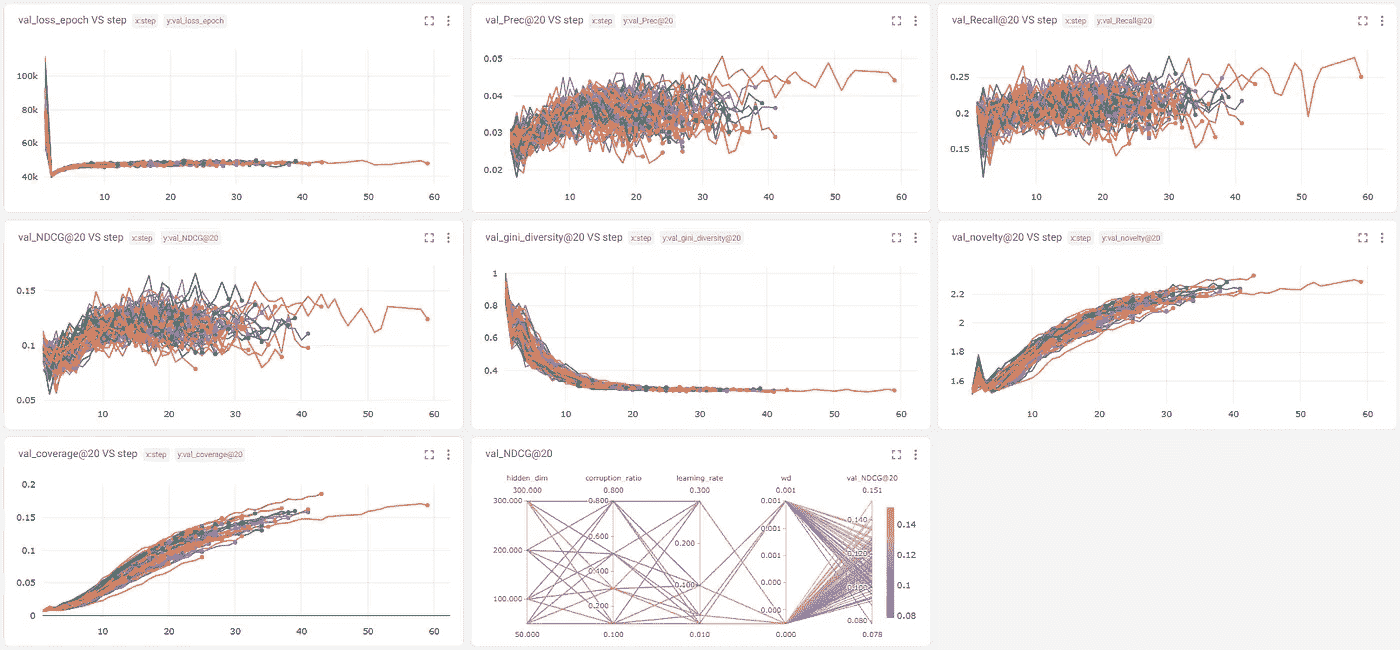 val_loss_epoch VS step x:step y:val_loss_epoch
100k
80k
60k
40k
10 20 30 40 50 60
val_Prec@20 VS step x:step y:val_Prec@20
0.05
0.04
0.03
0.02
10 20 30 40 50 60
val_Recall@20 VS step x:step y:val_Recall@20
0.25
0.2
0.15
10 20 30 40 50 60
val_NDCG@20 VS step x:step y:val_NDCG@20
0.15
0.1
0.05
10 20 30 40 50 60
val_gini_diversity@20 VS step x:step y:val_gini_diversity@20
1
0.8
0.6
0.4
10 20 30 40 50 60
val_novelty@20 VS step x:step y:val_novelty@20
2.2
2
1.8
1.6
10 20 30 40 50 60
val_coverage@20 VS step x:step y:val_coverage@20
0.2
0.15
0.1
0.05
0
10 20 30 40 50 60
val_NDCG@20
hidden_dim corruption_ratio learning_rate wd val_NDCG@20
300.000 0.800 0.300 0.001 0.151
300.000 0.800 0.001
0.140 0.14
0.600 0.001
200.000 0.200 0.120 0.12
0.400 0.001
0.000
100.000 0.100 0.100 0.1
0.200 0.000
0.080 0.08
50.000 0.100 0.010 0.000 0.078